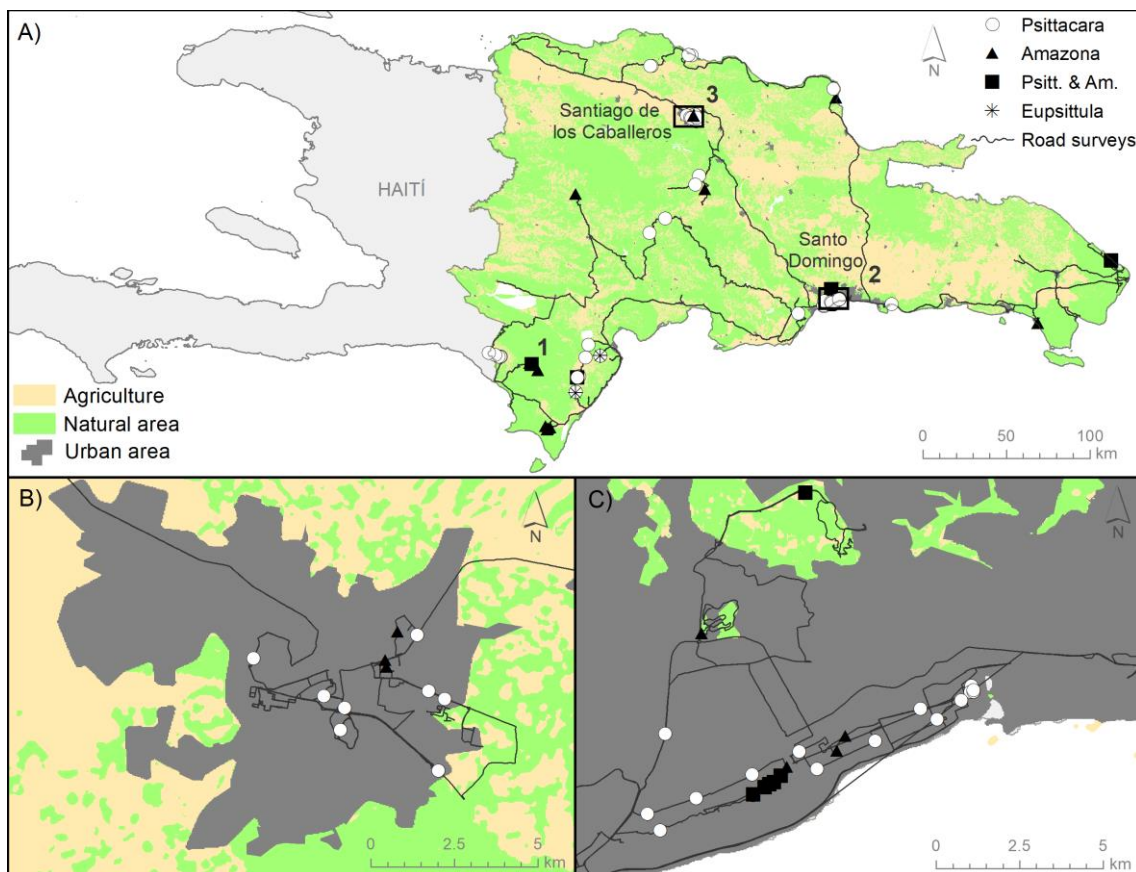 A)
Psittacara
Amazona
Psitt. & Am.
Eupsittula
Road surveys
N
3
Santiago de
los Caballeros
HAITÍ
Santo
Domingo
2
1
Agriculture
Natural area
Urban area
0 50 100
km
B)
N
0 2.5 5
km
C)
N
0 2.5 5
km